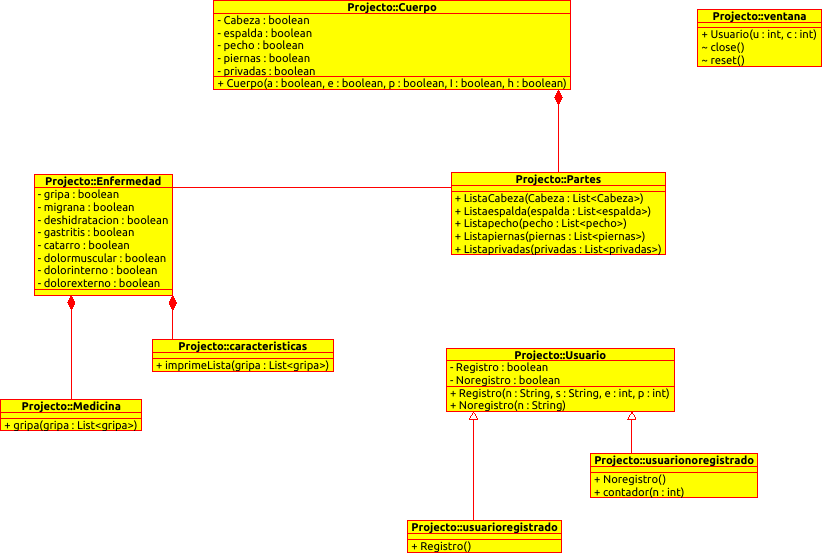 Projecto::Cuerpo
- Cabeza : boolean
- espalda : boolean
- pecho : boolean
- piernas : boolean
- privadas : boolean
+ Cuerpo(a : boolean, e : boolean, p : boolean, l : boolean, h : boolean)
Projecto::ventana
+ Usuario(u : int, c : int)
~ close()
~ reset()
Projecto::Enfermedad
- gripa : boolean
- migrana : boolean
- deshidratacion : boolean
- gastritis : boolean
- catarro : boolean
- dolormuscular : boolean
- dolorinterno : boolean
- dolorexterno : boolean
Projecto::Partes
+ ListaCabeza(Cabeza : List<Cabeza>)
+ Listaespalda(espalda : List<espalda>)
+ Listapecho(pecho : List<pecho>)
+ Listapiernas(piernas : List<piernas>)
+ Listaprivadas(privadas : List<privadas>)
Projecto::caracteristicas
+ imprimeLista(gripa : List<gripa>)
Projecto::Medicina
+ gripa(gripa : List<gripa>)
Projecto::Usuario
- Registro : boolean
- Noregistro : boolean
+ Registro(n : String, s : String, e : int, p : int)
+ Noregistro(n : String)
Projecto::usuarionoregistrado
+ Noregistro()
+ contador(n : int)
Projecto::usuarioregistrado
+ Registro()